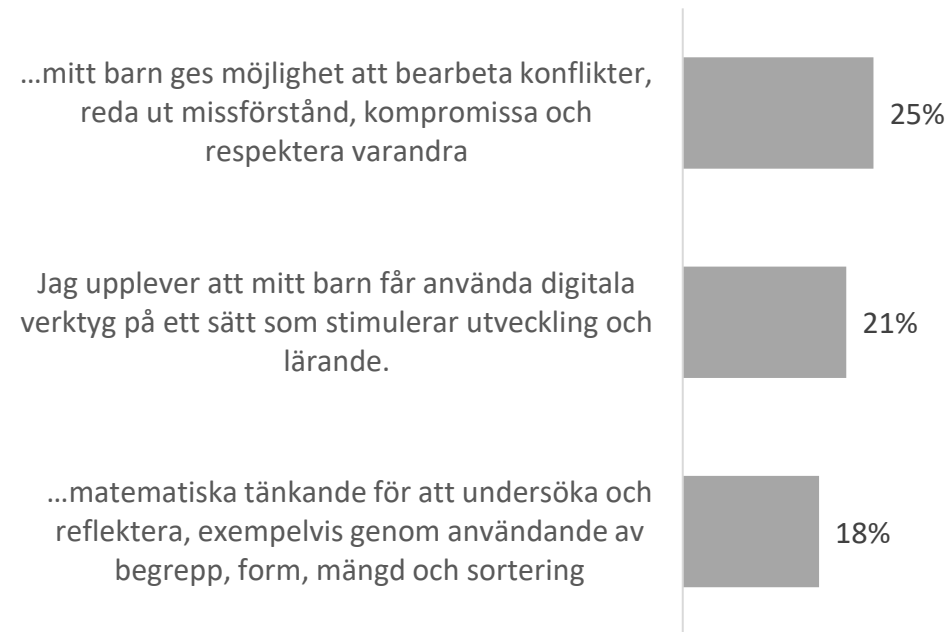 ...mitt barn ges möjlighet att bearbeta konflikter,
reda ut missförstånd, kompromissa och
respektera varandra
25%
Jag upplever att mitt barn får använda digitala
verktyg på ett sätt som stimulerar utveckling och
lärande.
21%
...matematiska tänkande för att undersöka och
reflektera, exempelvis genom användande av
begrepp, form, mängd och sortering
18%